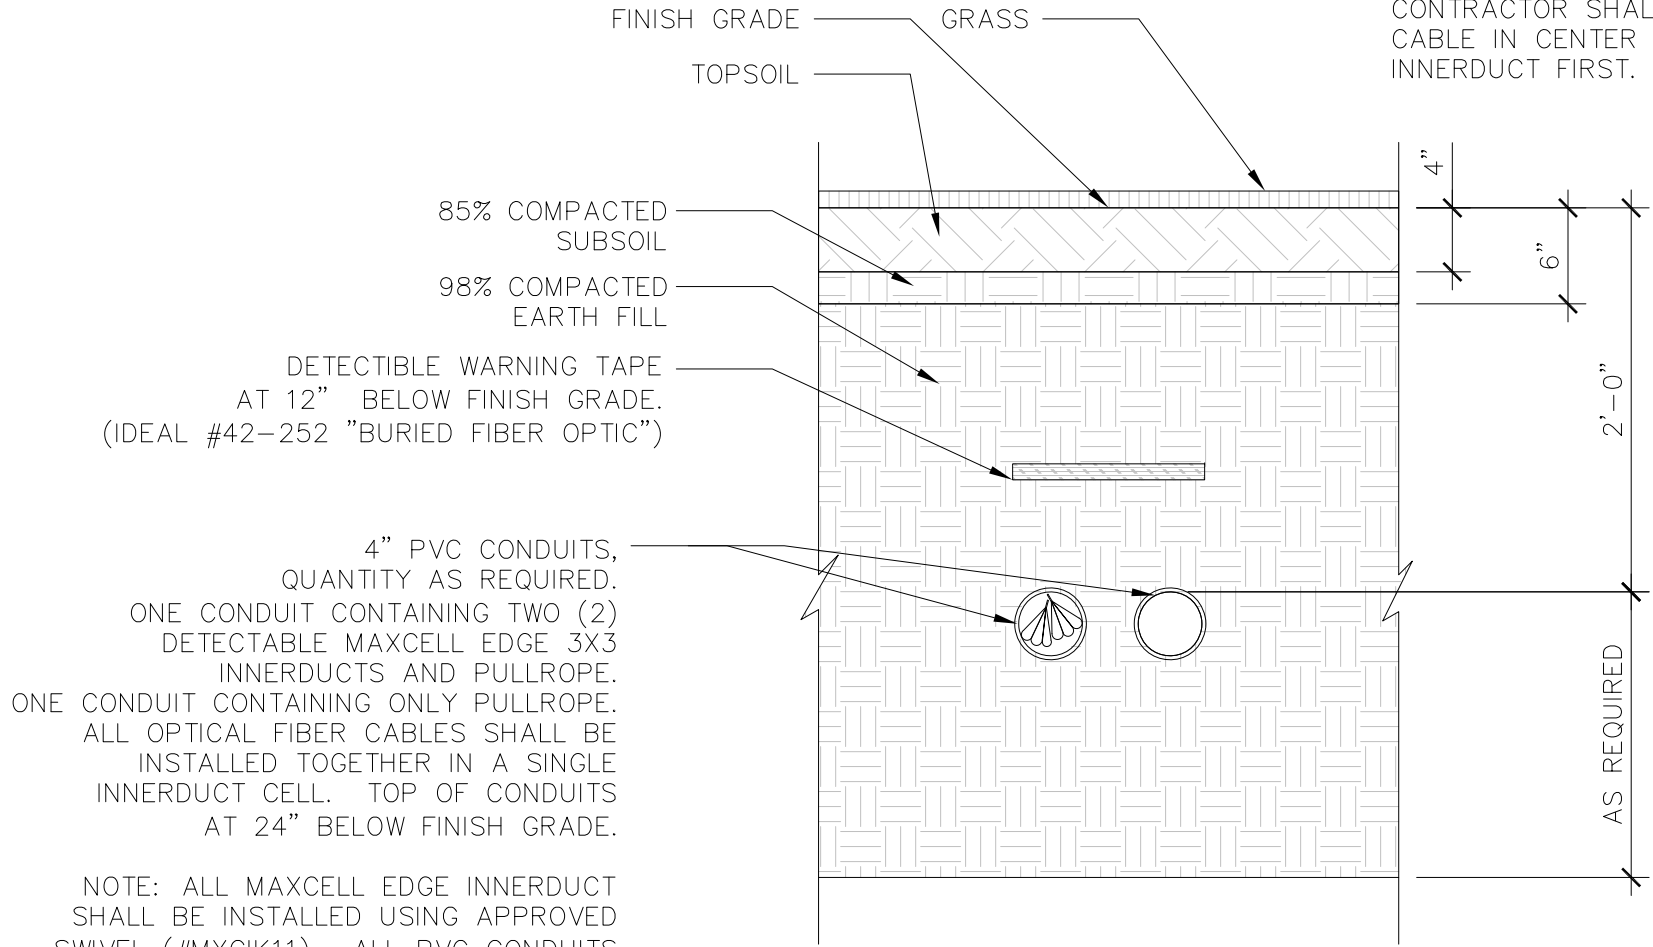 FINISH GRADE
GRASS
CONTRACTOR SHAL
CABLE IN CENTER
INNERDUCT FIRST.
TOPSOIL
4"
85% COMPACTED
SUBSOIL
6"
98% COMPACTED
EARTH FILL
DETECTIBLE WARNING TAPE
AT 12" BELOW FINISH GRADE.
(IDEAL #42-252 "BURIED FIBER OPTIC")
2'-0"
4" PVC CONDUITS,
QUANTITY AS REQUIRED.
ONE CONDUIT CONTAINING TWO (2)
DETECTABLE MAXCELL EDGE 3X3
INNERDUCTS AND PULLROPE.
ONE CONDUIT CONTAINING ONLY PULLROPE.
ALL OPTICAL FIBER CABLES SHALL BE
INSTALLED TOGETHER IN A SINGLE
INNERDUCT CELL. TOP OF CONDUITS
AT 24" BELOW FINISH GRADE.
AS REQUIRED
NOTE: ALL MAXCELL EDGE INNERDUCT
SHALL BE INSTALLED USING APPROVED
SWIVEL ALL PVC CONDUITS